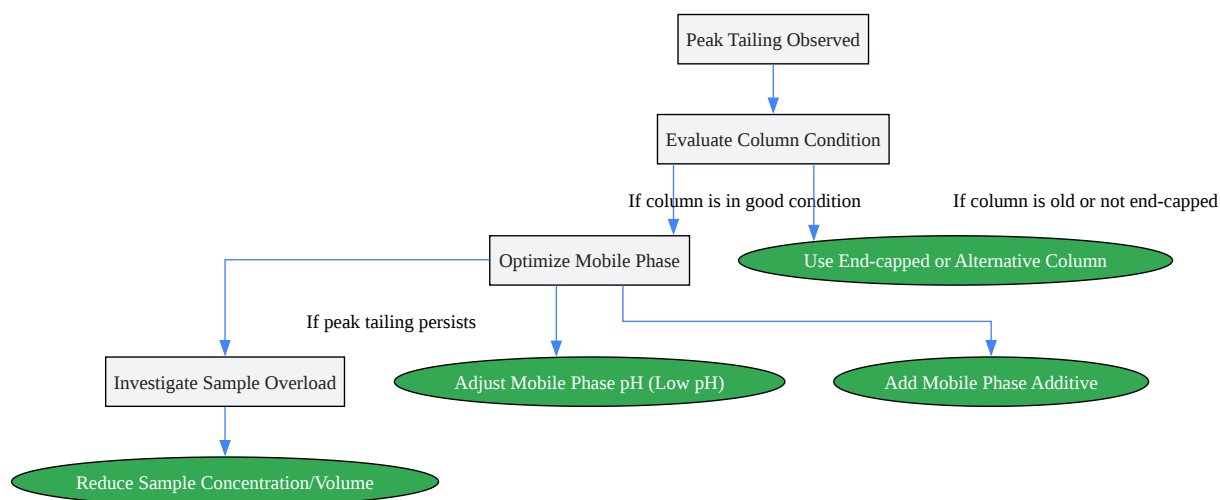 Peak Tailing Observed
Evaluate Column Condition
If column is in good condition
If column is old or not end-capped
Optimize Mobile Phase
Use End-capped or Alternative Column
If peak tailing persists
Investigate Sample Overload
Adjust Mobile Phase pH (Low pH)
Add Mobile Phase Additive
Reduce Sample Concentration/Volume